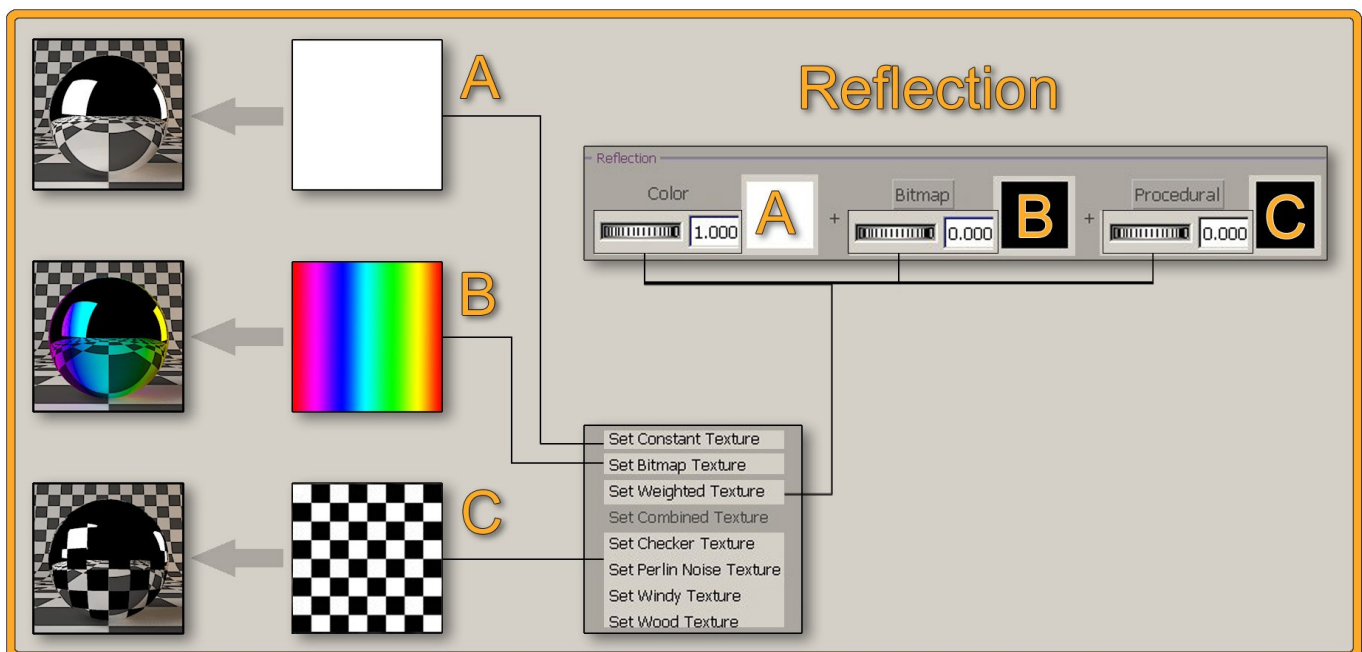 A
Reflection
Reflection
Color
1.000
A
+
Bitmap
0.000
B
+
Procedural
0.000
C
B
Set Constant Texture
Set Bitmap Texture
Set Weighted Texture
Set Combined Texture
Set Checker Texture
Set Perlin Noise Texture
Set Windy Texture
Set Wood Texture
C